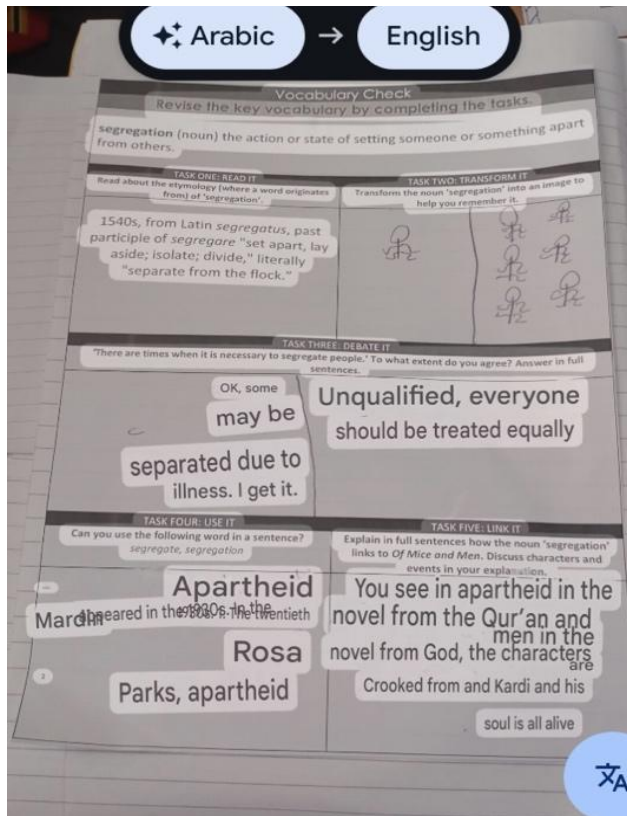 Arabic → English
Vocabulary Check
Revise the key vocabulary by completing the tasks.
segregation (noun) the action or state of setting someone or something apart
from others.
TASK ONE: READ IT
Read about the etymology (where a word originates
from) of 'segregation'.
1540s, from Latin segregatus, past
participle of segregare "set apart, lay
aside; isolate; divide," literally
"separate from the flock."
TASK TWO: TRANSFORM IT
Transform the noun 'segregation' into an image to
help you remember it.
TASK THREE: DEBATE IT
'There are times when it is necessary to segregate people.' To what extent do you agree? Answer in full
sentences.
OK, some
may be
separated due to
illness. I get it.
Unqualified, everyone
should be treated equally
TASK FOUR: USE IT
Can you use the following word in a sentence?
segregate, segregation
Apartheid
appeared in the 1930s. In the twentieth
Rosa
Parks, apartheid
2
TASK FIVE: LINK IT
Explain in full sentences how the noun 'segregation'
links to Of Mice and Men. Discuss characters and
events in your explanation.
You see in apartheid in the
novel from the Qur'an and
men in the
novel from God, the characters
are
Crooked from and Kardi and his
soul is all alive